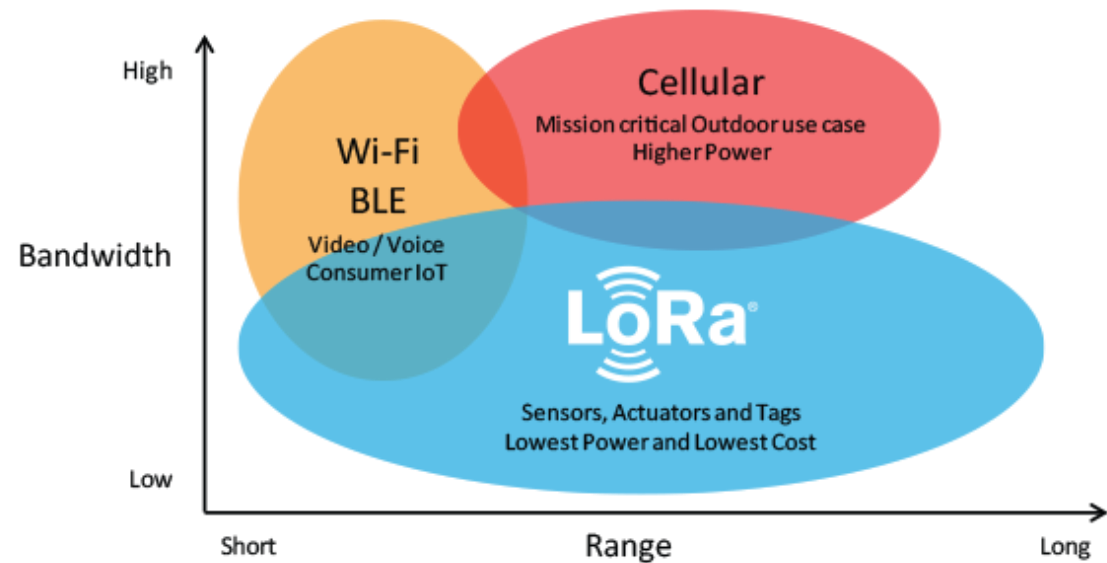 High
Cellular
Mission critical Outdoor use case
Higher Power
Wi-Fi
BLE
Video / Voice
Consumer IoT
Bandwidth
LoRa®
Sensors, Actuators and Tags
Lowest Power and Lowest Cost
Low
Short
Range
Long